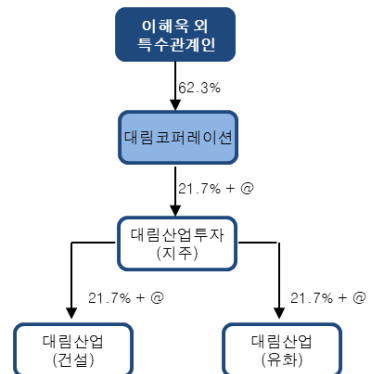 이해욱 외
특수관계인
62.3%
대림코퍼레이션
21.7% + @
대림산업투자
(지주)
21.7% + @
21.7% + @
대림산업
(건설)
대림산업
(유화)